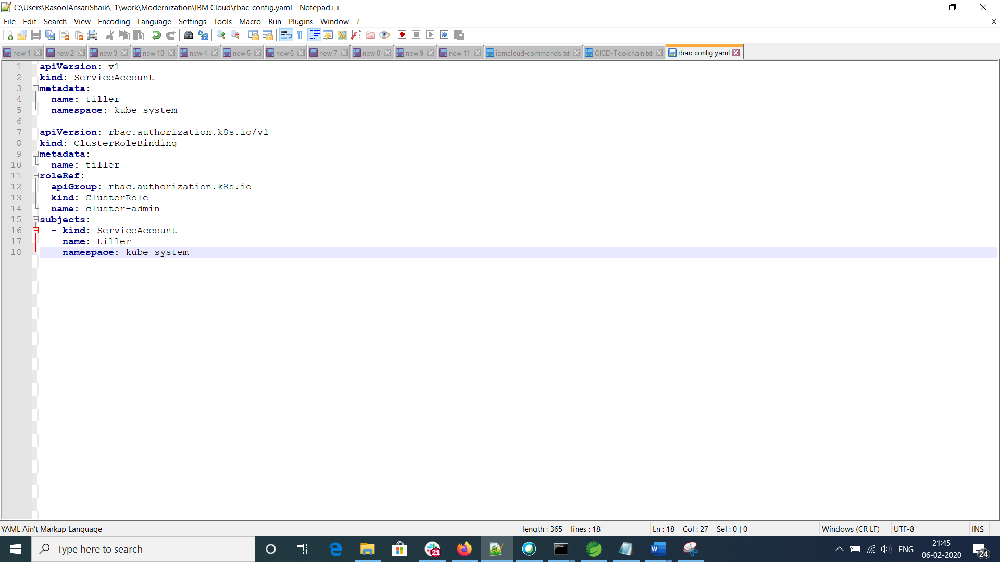 C:\Users\RasoolAnsariShaik\_1\work\Modernization\IBM Cloud\rbac-config.yaml - Notepad++
File Edit Search View Encoding Language Settings Tools Macro Run Plugins Window ? X
new 1 new 2 new 3 new 10 new 4 new 5 new 6 new 7 new 8 new 9 new 11 ibmcloud-commands.txt CICD-Toolchain.txt rbac-config.yaml
1 apiVersion: v1
2 kind: ServiceAccount
3 metadata:
4   name: tiller
5   namespace: kube-system
6 ---
7 apiVersion: rbac.authorization.k8s.io/v1
8 kind: ClusterRoleBinding
9 metadata:
10   name: tiller
11 roleRef:
12   apiGroup: rbac.authorization.k8s.io
13   kind: ClusterRole
14   name: cluster-admin
15 subjects:
16   - kind: ServiceAccount
17     name: tiller
18     namespace: kube-system
YAML Ain't Markup Language length : 365 lines : 18 Ln : 18 Col : 27 Sel : 0 | 0 Windows (CR LF) UTF-8 INS
Type here to search 21 ENG 21:45
06-02-2020 24